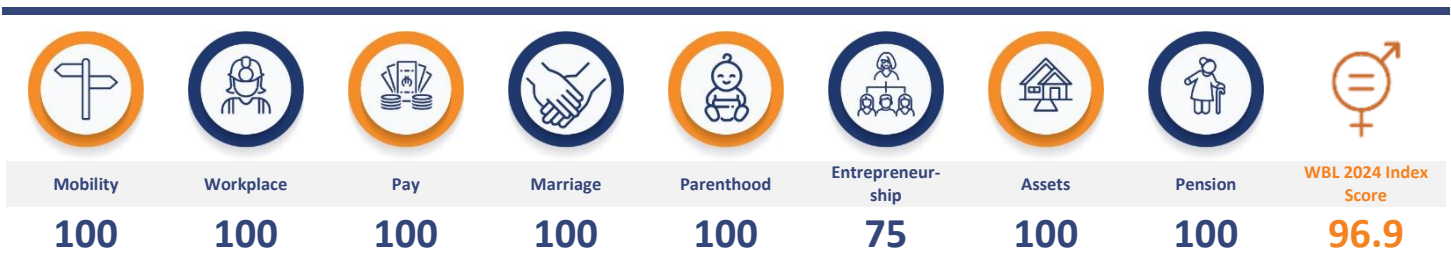 Mobility
Workplace
Pay
Marriage
Parenthood
Entrepreneur-
ship
Assets
Pension
WBL 2024 Index
Score
100
100
100
100
100
75
100
100
96.9